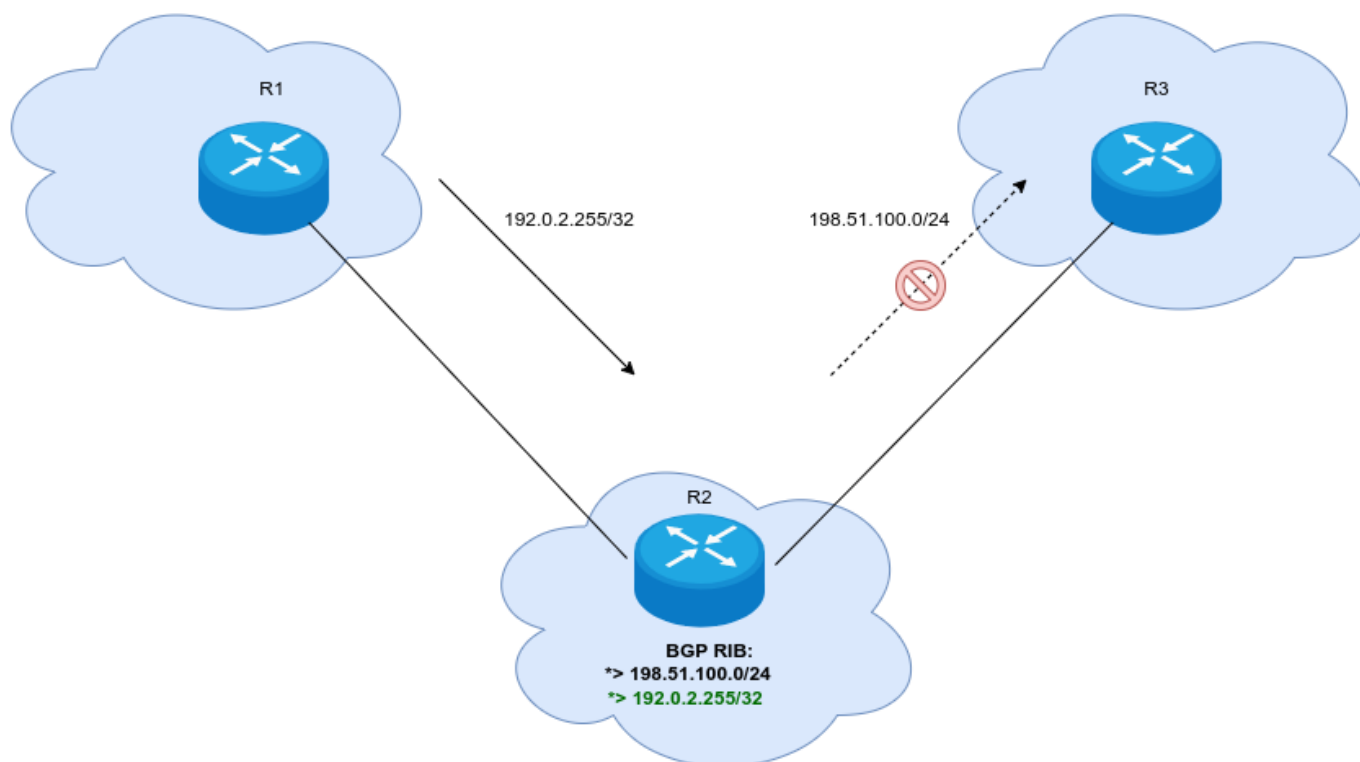 R1
R3
192.0.2.255/32
198.51.100.0/24
R2
BGP RIB:
*> 198.51.100.0/24
*> 192.0.2.255/32